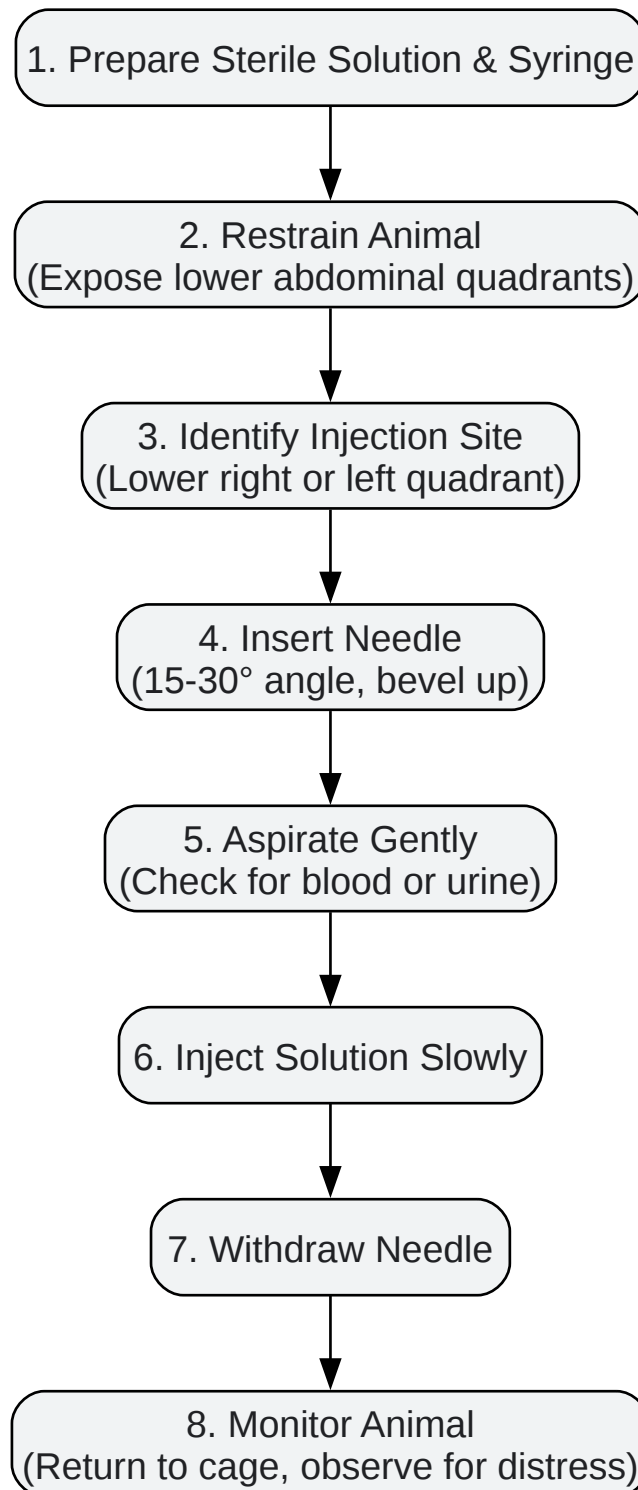 1. Prepare Sterile Solution & Syringe
2. Restrain Animal
(Expose lower abdominal quadrants)
3. Identify Injection Site
(Lower right or left quadrant)
4. Insert Needle
(15-30° angle, bevel up)
5. Aspirate Gently
(Check for blood or urine)
6. Inject Solution Slowly
7. Withdraw Needle
8. Monitor Animal
(Return to cage, observe for distress)